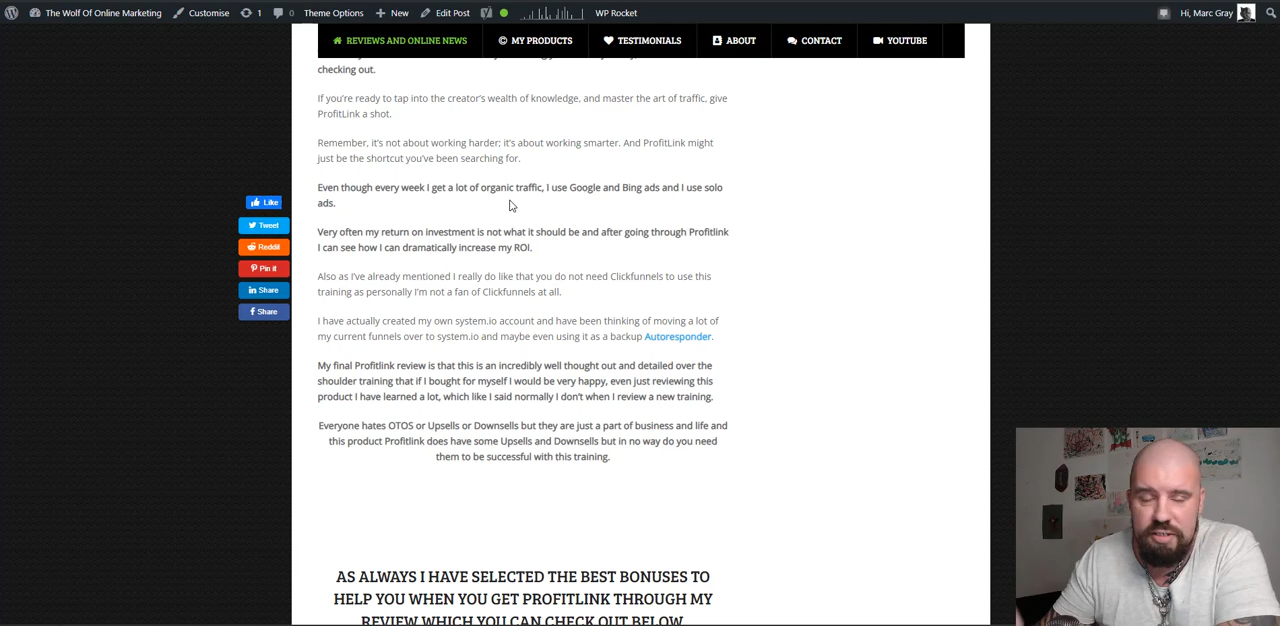 The Wolf Of Online Marketing Customise 1 0 Theme Options New Edit Post WP Rocket Hi, Marc Gray
REVIEWS AND ONLINE NEWS MY PRODUCTS TESTIMONIALS ABOUT CONTACT YOUTUBE
checking out.
If you're ready to tap into the creator's wealth of knowledge, and master the art of traffic, give
ProfitLink a shot.
Remember, it's not about working harder; it's about working smarter. And ProfitLink might
just be the shortcut you've been searching for.
Even though every week I get a lot of organic traffic, I use Google and Bing ads and I use solo
ads.
Very often my return on investment is not what it should be and after going through Profitlink
I can see how I can dramatically increase my ROI.
Also as I've already mentioned I really do like that you do not need Clickfunnels to use this
training as personally I'm not a fan of Clickfunnels at all.
I have actually created my own system.io account and have been thinking of moving a lot of
my current funnels over to system.io and maybe even using it as a backup Autoresponder.
My final Profitlink review is that this is an incredibly well thought out and detailed over the
shoulder training that if I bought for myself I would be very happy, even just reviewing this
product I have learned a lot, which like I said normally I don't when I review a new training.
Everyone hates OTOS or Upsells or Downsells but they are just a part of business and life and
this product Profitlink does have some Upsells and Downsells but in no way do you need
them to be successful with this training.
AS ALWAYS I HAVE SELECTED THE BEST BONUSES TO
HELP YOU WHEN YOU GET PROFITLINK THROUGH MY
REVIEW WHICH YOU CAN CHECK OUT BELOW
Like
Tweet
Reddit
Pin it
Share
Share